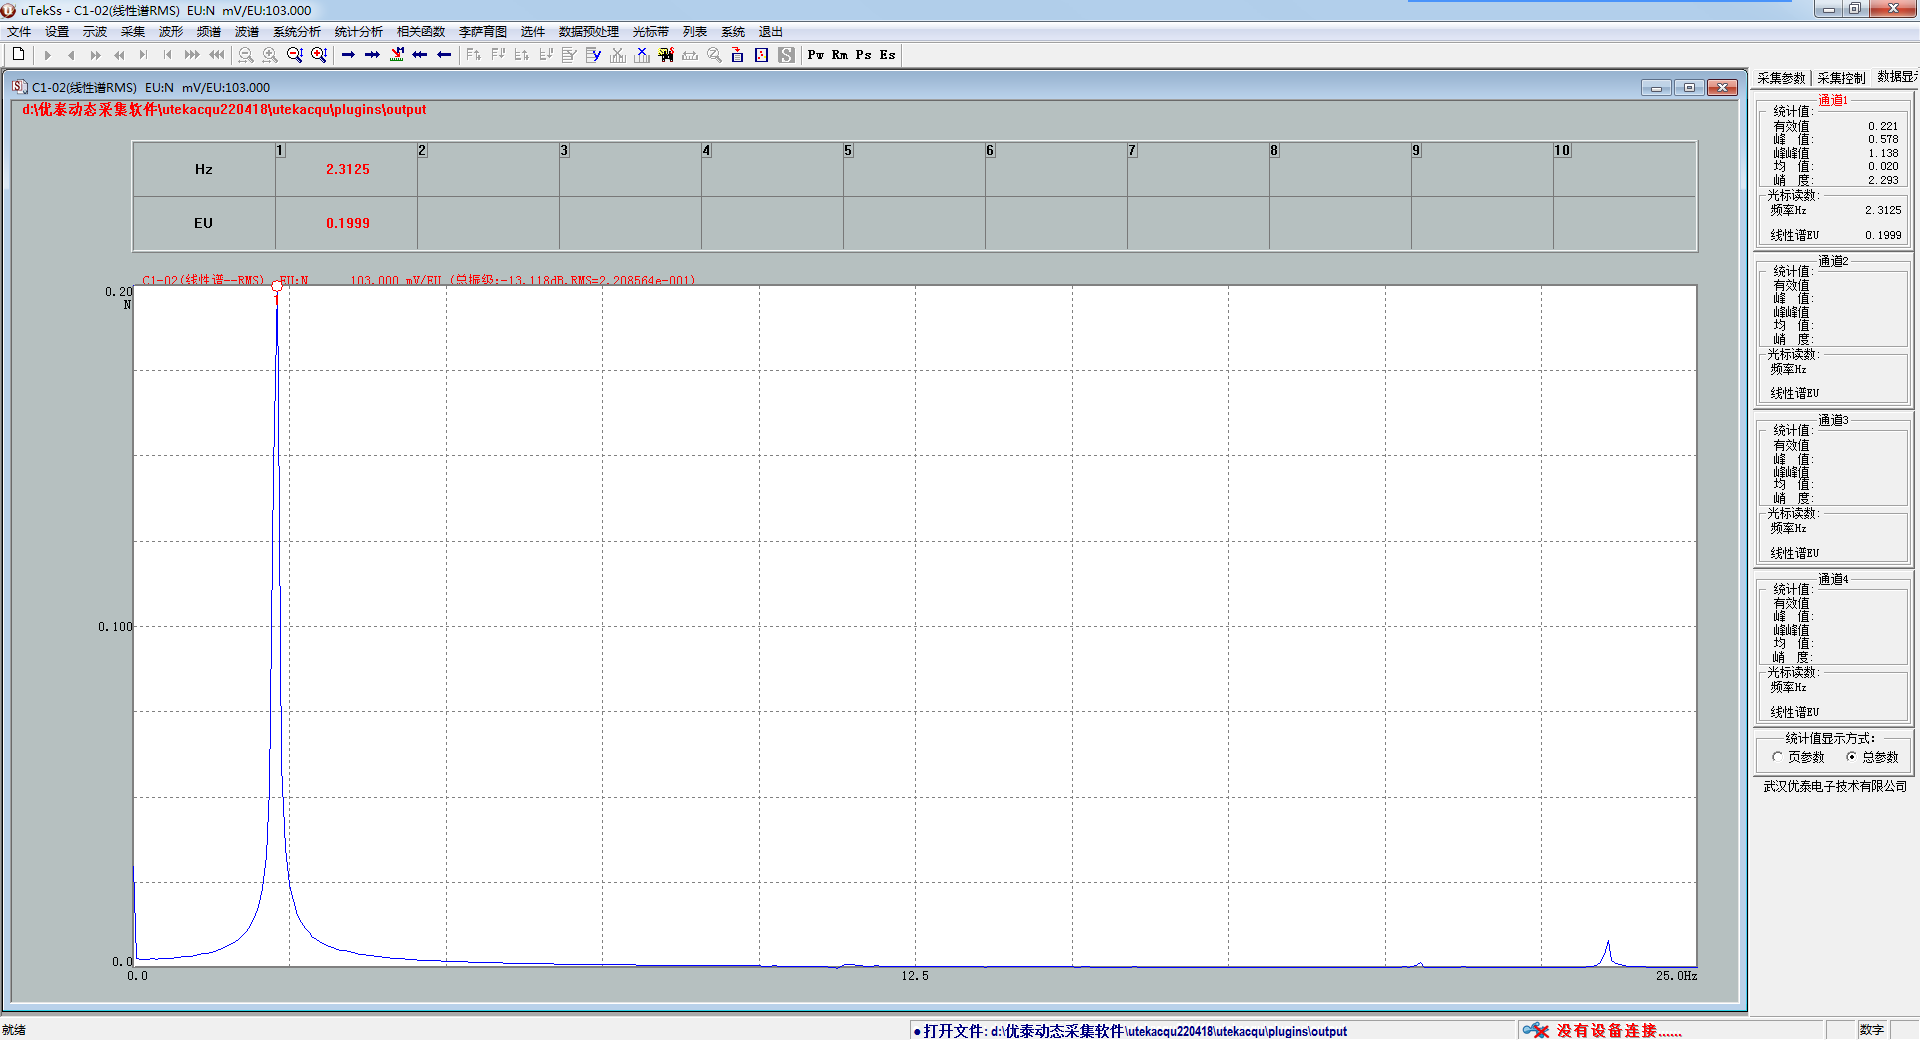 uTekSs - C1-02(线性谱RMS)  EU:N  mV/EU:103.000
文件 设置 示波 采集 波形 频谱 波谱 系统分析 统计分析 相关函数 李萨育图 选件 数据预处理 光标带 列表 系统 退出
Pw Rm Ps Es
C1-02(线性谱RMS)  EU:N  mV/EU:103.000
d:\优泰动态采集软件\utekacqu220418\utekacqu\plugins\output
1 2 3 4 5 6 7 8 9 10
Hz 2.3125
EU 0.1999
C1-02(线性谱--RMS)  EU:N  103.000 mV/EU (总振级:-13.118dB,RMS=2.208564e-001)
0.20
N
1
0.100
0.0
0.0 12.5 25.0Hz
采集参数 采集控制 数据显示
通道1
统计值:
有效值 0.221
峰 值: 0.578
峰峰值 1.138
均 值: 0.020
峭 度: 2.293
光标读数:
频率Hz 2.3125
线性谱EU 0.1999
通道2
统计值:
有效值
峰 值:
峰峰值
均 值:
峭 度:
光标读数:
频率Hz
线性谱EU
通道3
统计值:
有效值
峰 值:
峰峰值
均 值:
峭 度:
光标读数:
频率Hz
线性谱EU
通道4
统计值:
有效值
峰 值:
峰峰值
均 值:
峭 度:
光标读数:
频率Hz
线性谱EU
统计值显示方式:
页参数 总参数
武汉优泰电子技术有限公司
就绪 ●打开文件: d:\优泰动态采集软件\utekacqu220418\utekacqu\plugins\output 没有设备连接...... 数字